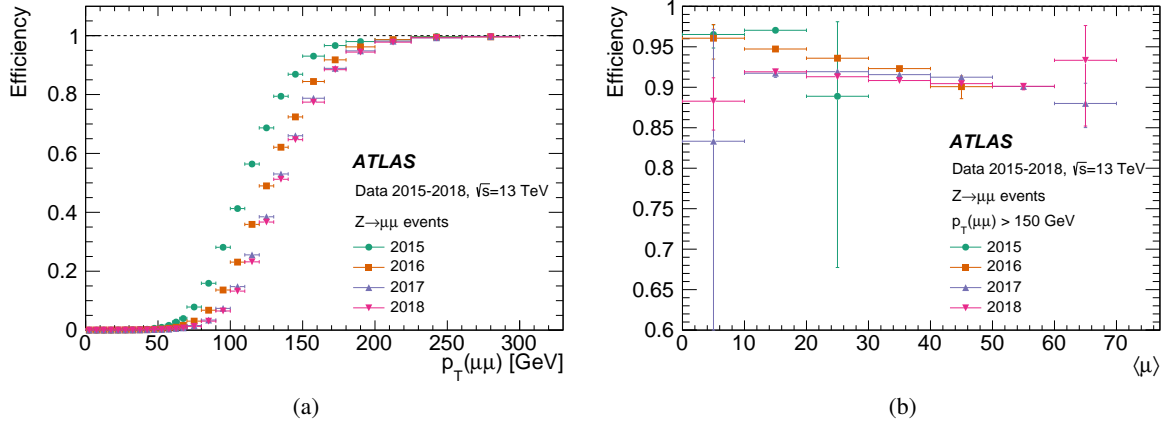 Efficiency
1
0.8
0.6
0.4
0.2
0
ATLAS
Data 2015-2018, √s=13 TeV
Z→μμ events
2015
2016
2017
2018
0 50 100 150 200 250 300
p_T(μμ) [GeV]
(a)
Efficiency
1
0.95
0.9
0.85
0.8
0.75
0.7
0.65
0.6
ATLAS
Data 2015-2018, √s=13 TeV
Z→μμ events
p_T(μμ) > 150 GeV
2015
2016
2017
2018
0 10 20 30 40 50 60 70
⟨μ⟩
(b)